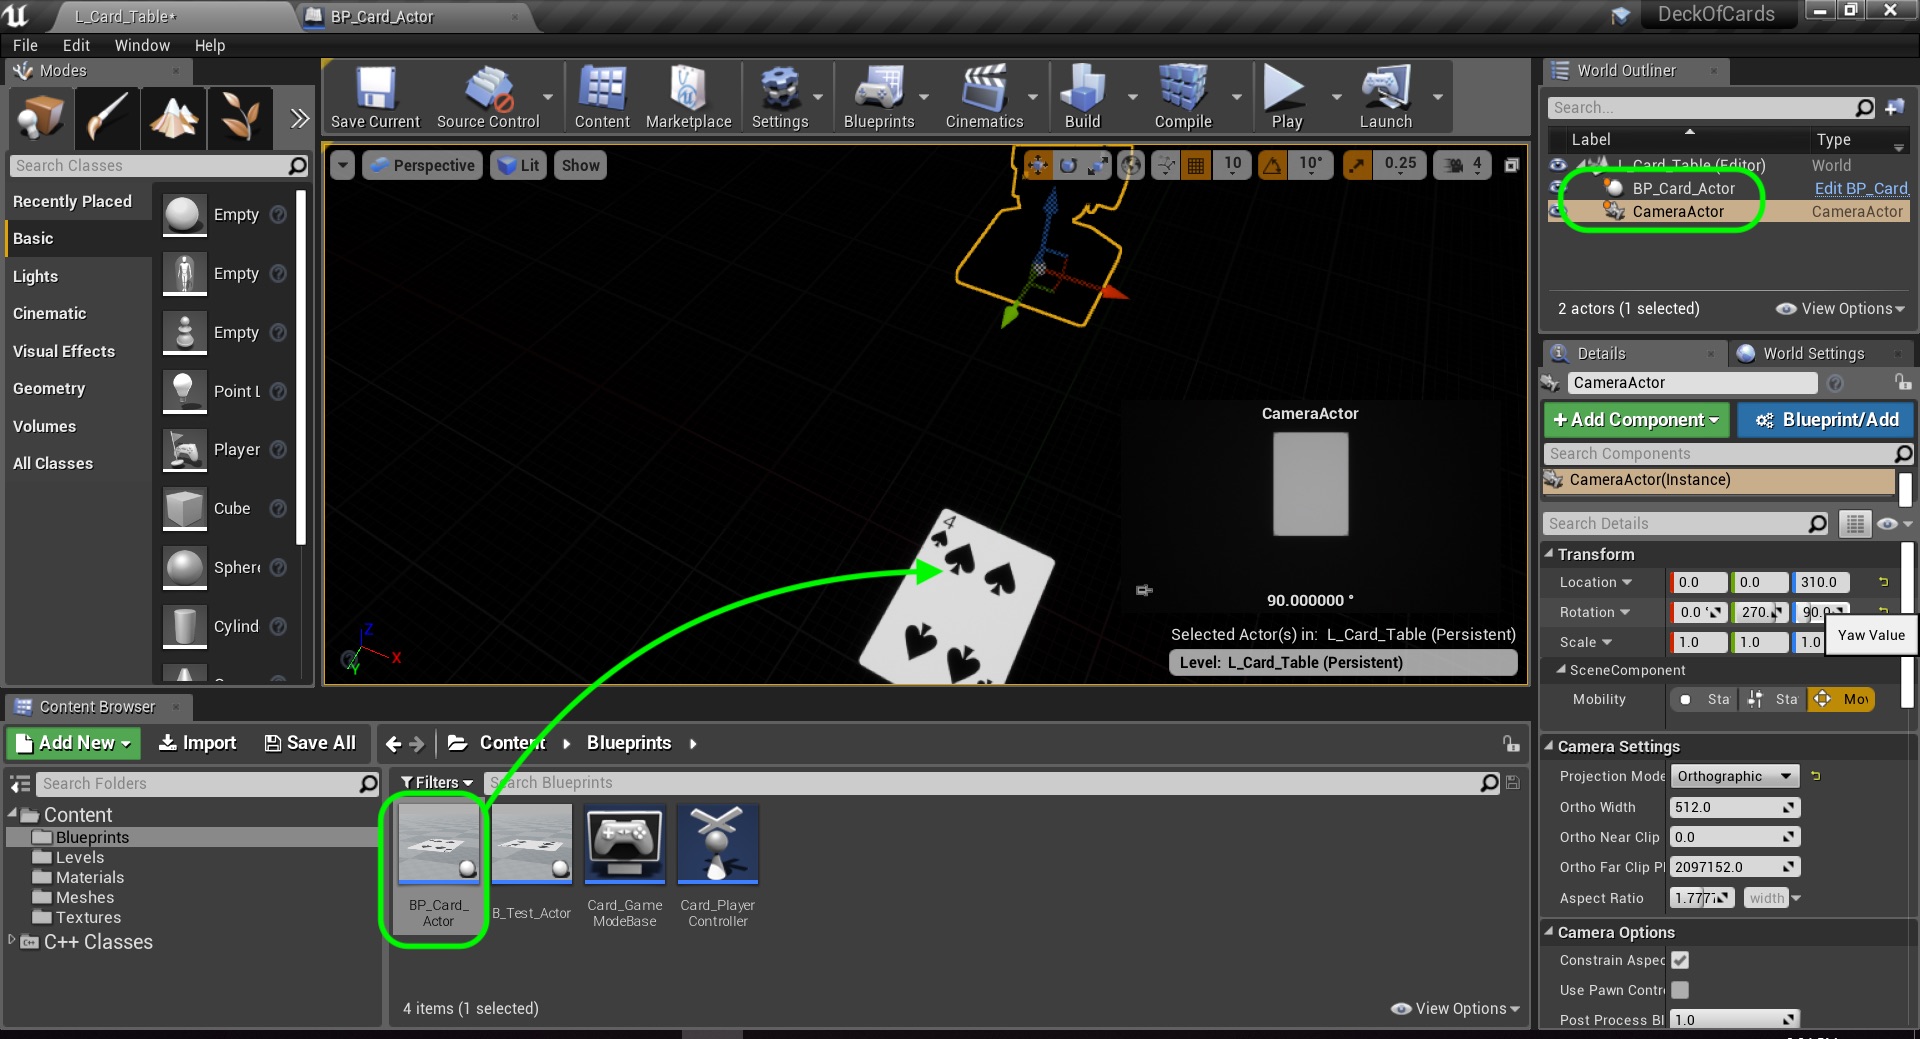 L_Card_Table*
BP_Card_Actor
DeckOfCards
File Edit Window Help
Modes
Search Classes
Recently Placed
Basic
Lights
Cinematic
Visual Effects
Geometry
Volumes
All Classes
Empty
Empty
Empty
Point L
Player
Cube
Sphere
Cylind
Save Current
Source Control
Content
Marketplace
Settings
Blueprints
Cinematics
Build
Compile
Play
Launch
Perspective
Lit
Show
10
10°
0.25
4
CameraActor
90.000000 °
Selected Actor(s) in: L_Card_Table (Persistent)
Level: L_Card_Table (Persistent)
4
Z
X
Y
World Outliner
Search...
Label Type
L_Card_Table (Editor) World
BP_Card_Actor Edit BP_Card
CameraActor CameraActor
2 actors (1 selected) View Options
Details
World Settings
CameraActor
+ Add Component
Blueprint/Add
Search Components
CameraActor(Instance)
Search Details
Transform
Location 0.0 0.0 310.0
Rotation 0.0 ° 270. 90.0
Yaw Value
Scale 1.0 1.0 1.0
SceneComponent
Mobility Sta Sta Mov
Camera Settings
Projection Mode Orthographic
Ortho Width 512.0
Ortho Near Clip 0.0
Ortho Far Clip Pl 2097152.0
Aspect Ratio 1.777 width
Camera Options
Constrain Aspec
Use Pawn Contr
Post Process Bl 1.0
Content Browser
Add New
Import
Save All
Content
Blueprints
Search Folders
Filters
Search Blueprints
Content
Blueprints
Levels
Materials
Meshes
Textures
C++ Classes
BP_Card_
Actor
B_Test_Actor
Card_Game
ModeBase
Card_Player
Controller
4 items (1 selected)
View Options